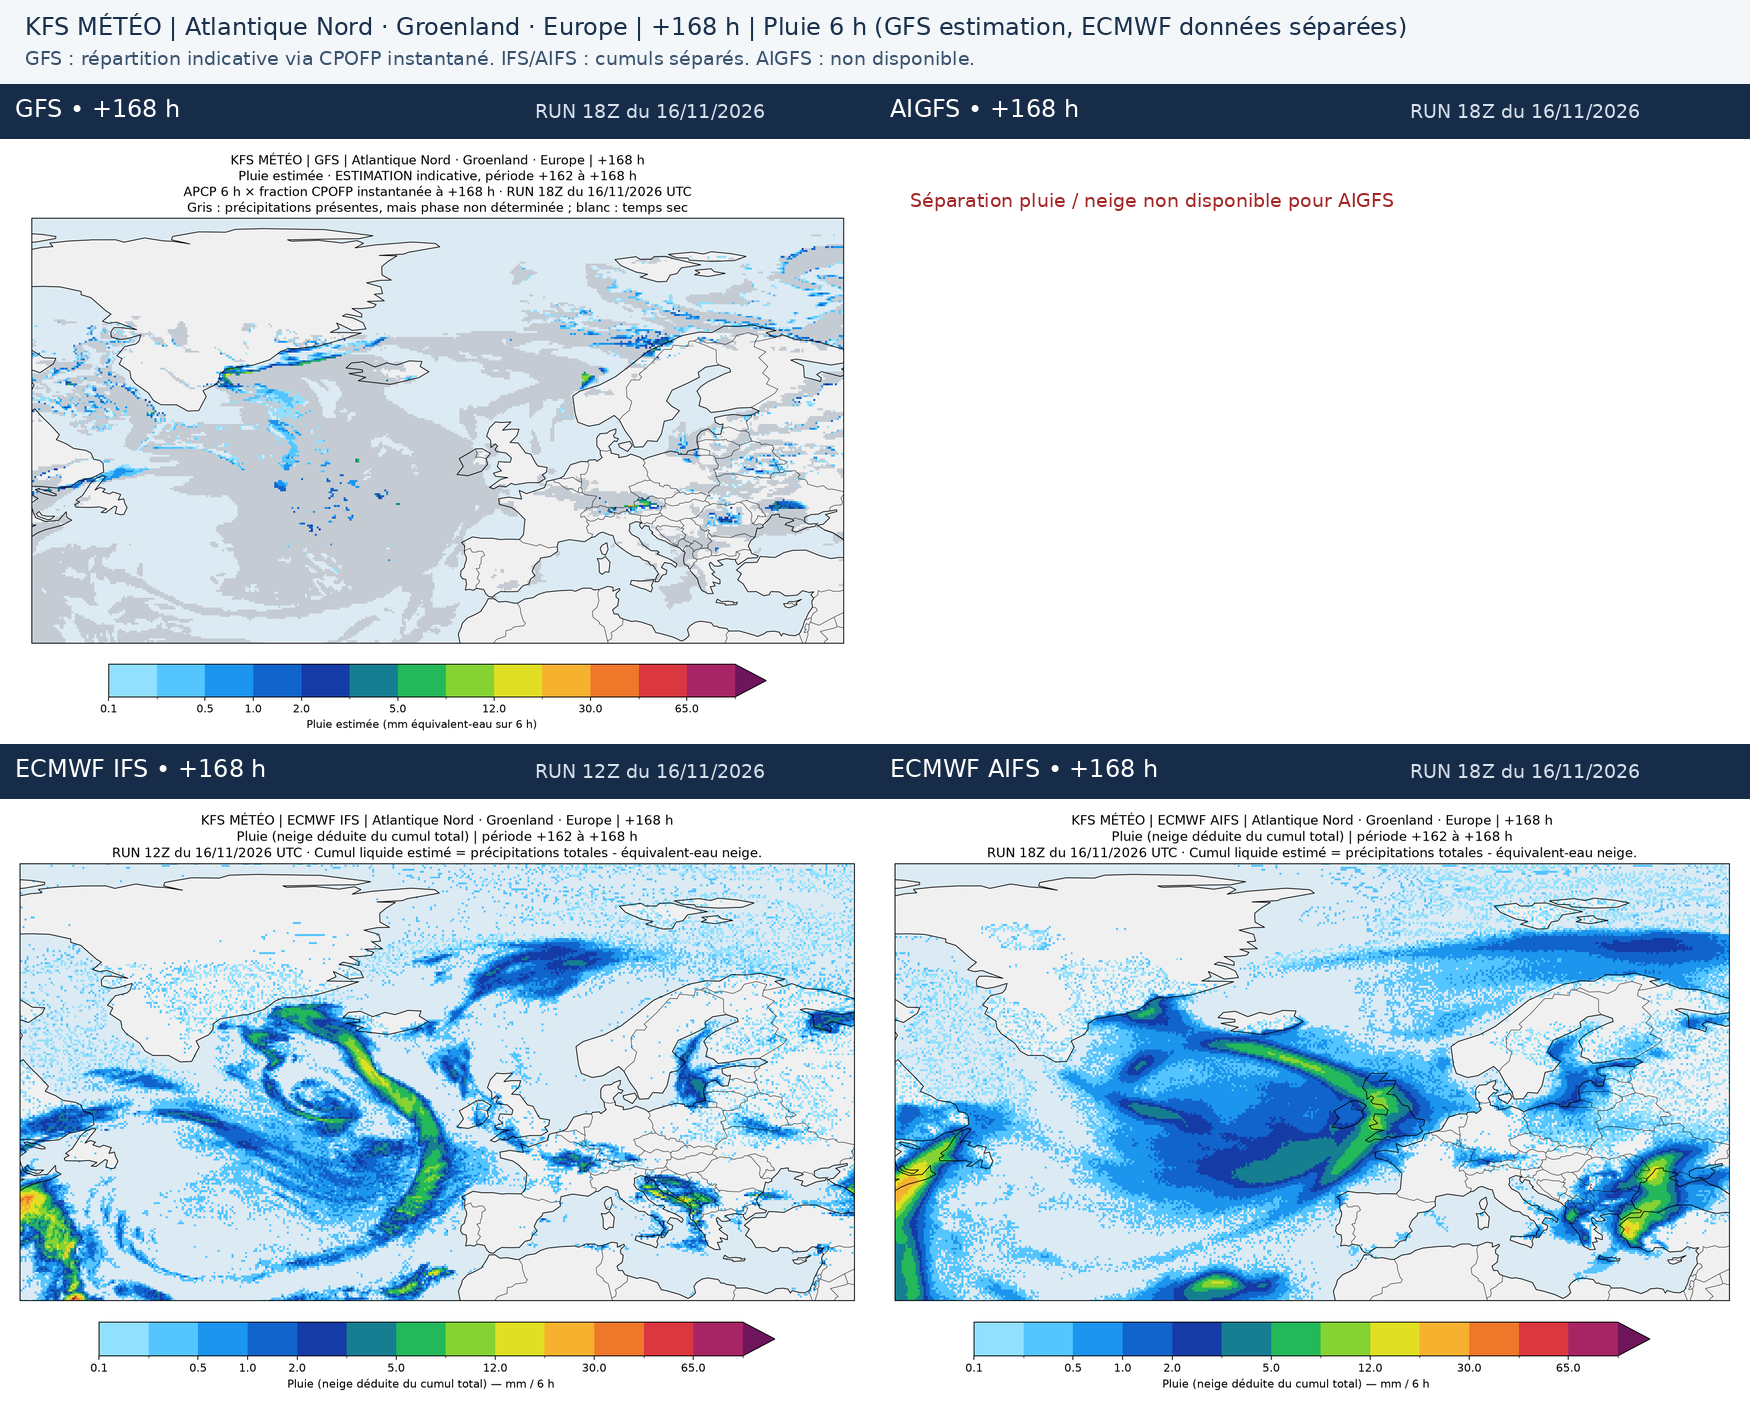 KFS MÉTÉO | Atlantique Nord · Groenland · Europe | +168 h | Pluie 6 h (GFS estimation, ECMWF données séparées)
GFS : répartition indicative via CPOFP instantané. IFS/AIFS : cumuls séparés. AIGFS : non disponible.
GFS • +168 h
RUN 18Z du 16/11/2026
AIGFS • +168 h
RUN 18Z du 16/11/2026
KFS MÉTÉO | GFS | Atlantique Nord · Groenland · Europe | +168 h
Pluie estimée · ESTIMATION indicative, période +162 à +168 h
APCP 6 h × fraction CPOFP instantanée à +168 h · RUN 18Z du 16/11/2026 UTC
Gris : précipitations présentes, mais phase non déterminée ; blanc : temps sec
Séparation pluie / neige non disponible pour AIGFS
0.1 0.5 1.0 2.0 5.0 12.0 30.0 65.0
Pluie estimée (mm équivalent-eau sur 6 h)
ECMWF IFS • +168 h
RUN 12Z du 16/11/2026
ECMWF AIFS • +168 h
RUN 18Z du 16/11/2026
KFS MÉTÉO | ECMWF IFS | Atlantique Nord · Groenland · Europe | +168 h
Pluie (neige déduite du cumul total) | période +162 à +168 h
RUN 12Z du 16/11/2026 UTC · Cumul liquide estimé = précipitations totales - équivalent-eau neige.
KFS MÉTÉO | ECMWF AIFS | Atlantique Nord · Groenland · Europe | +168 h
Pluie (neige déduite du cumul total) | période +162 à +168 h
RUN 18Z du 16/11/2026 UTC · Cumul liquide estimé = précipitations totales - équivalent-eau neige.
0.1 0.5 1.0 2.0 5.0 12.0 30.0 65.0
Pluie (neige déduite du cumul total) — mm / 6 h
0.1 0.5 1.0 2.0 5.0 12.0 30.0 65.0
Pluie (neige déduite du cumul total) — mm / 6 h